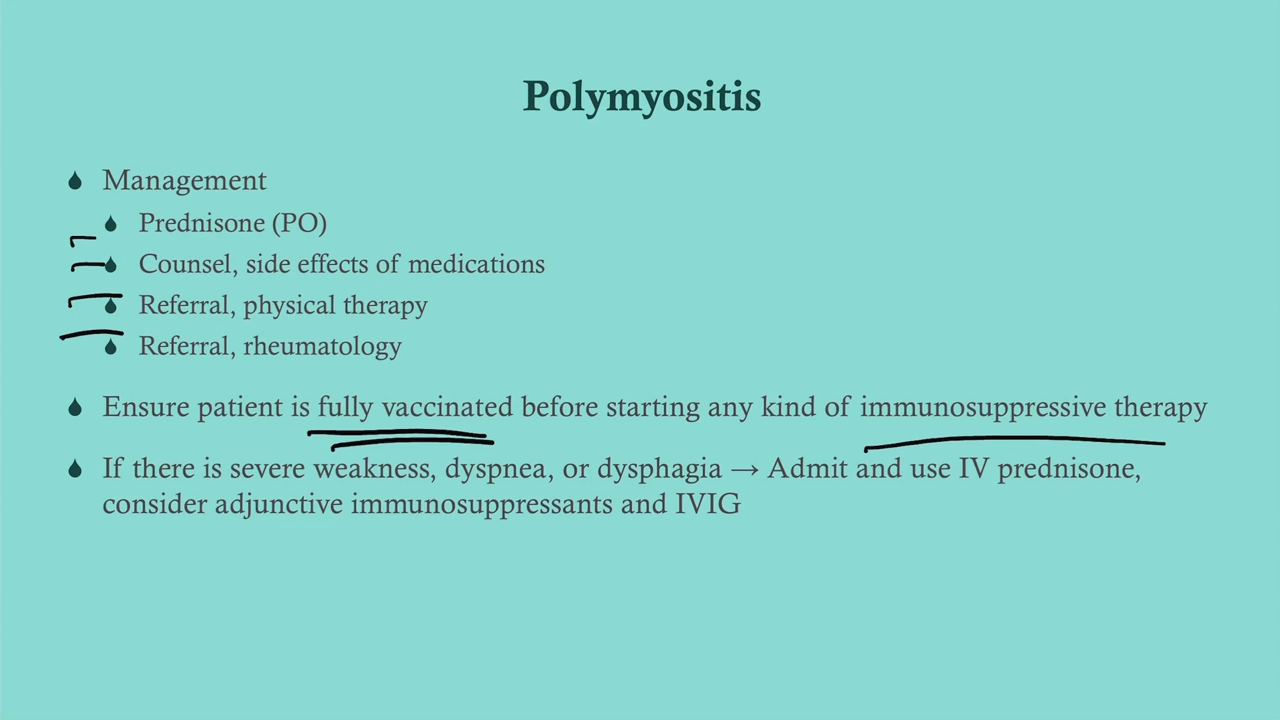 Polymyositis
Management
Prednisone (PO)
Counsel, side effects of medications
Referral, physical therapy
Referral, rheumatology
Ensure patient is fully vaccinated before starting any kind of immunosuppressive therapy
If there is severe weakness, dyspnea, or dysphagia → Admit and use IV prednisone,
consider adjunctive immunosuppressants and IVIG